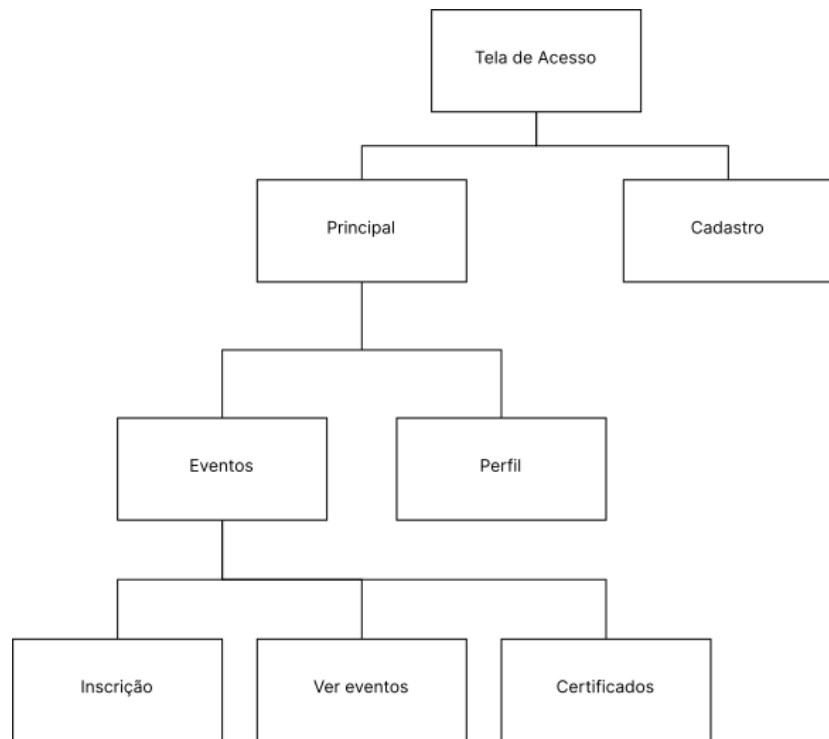 Tela de Acesso
Principal
Cadastro
Eventos
Perfil
Inscrição
Ver eventos
Certificados